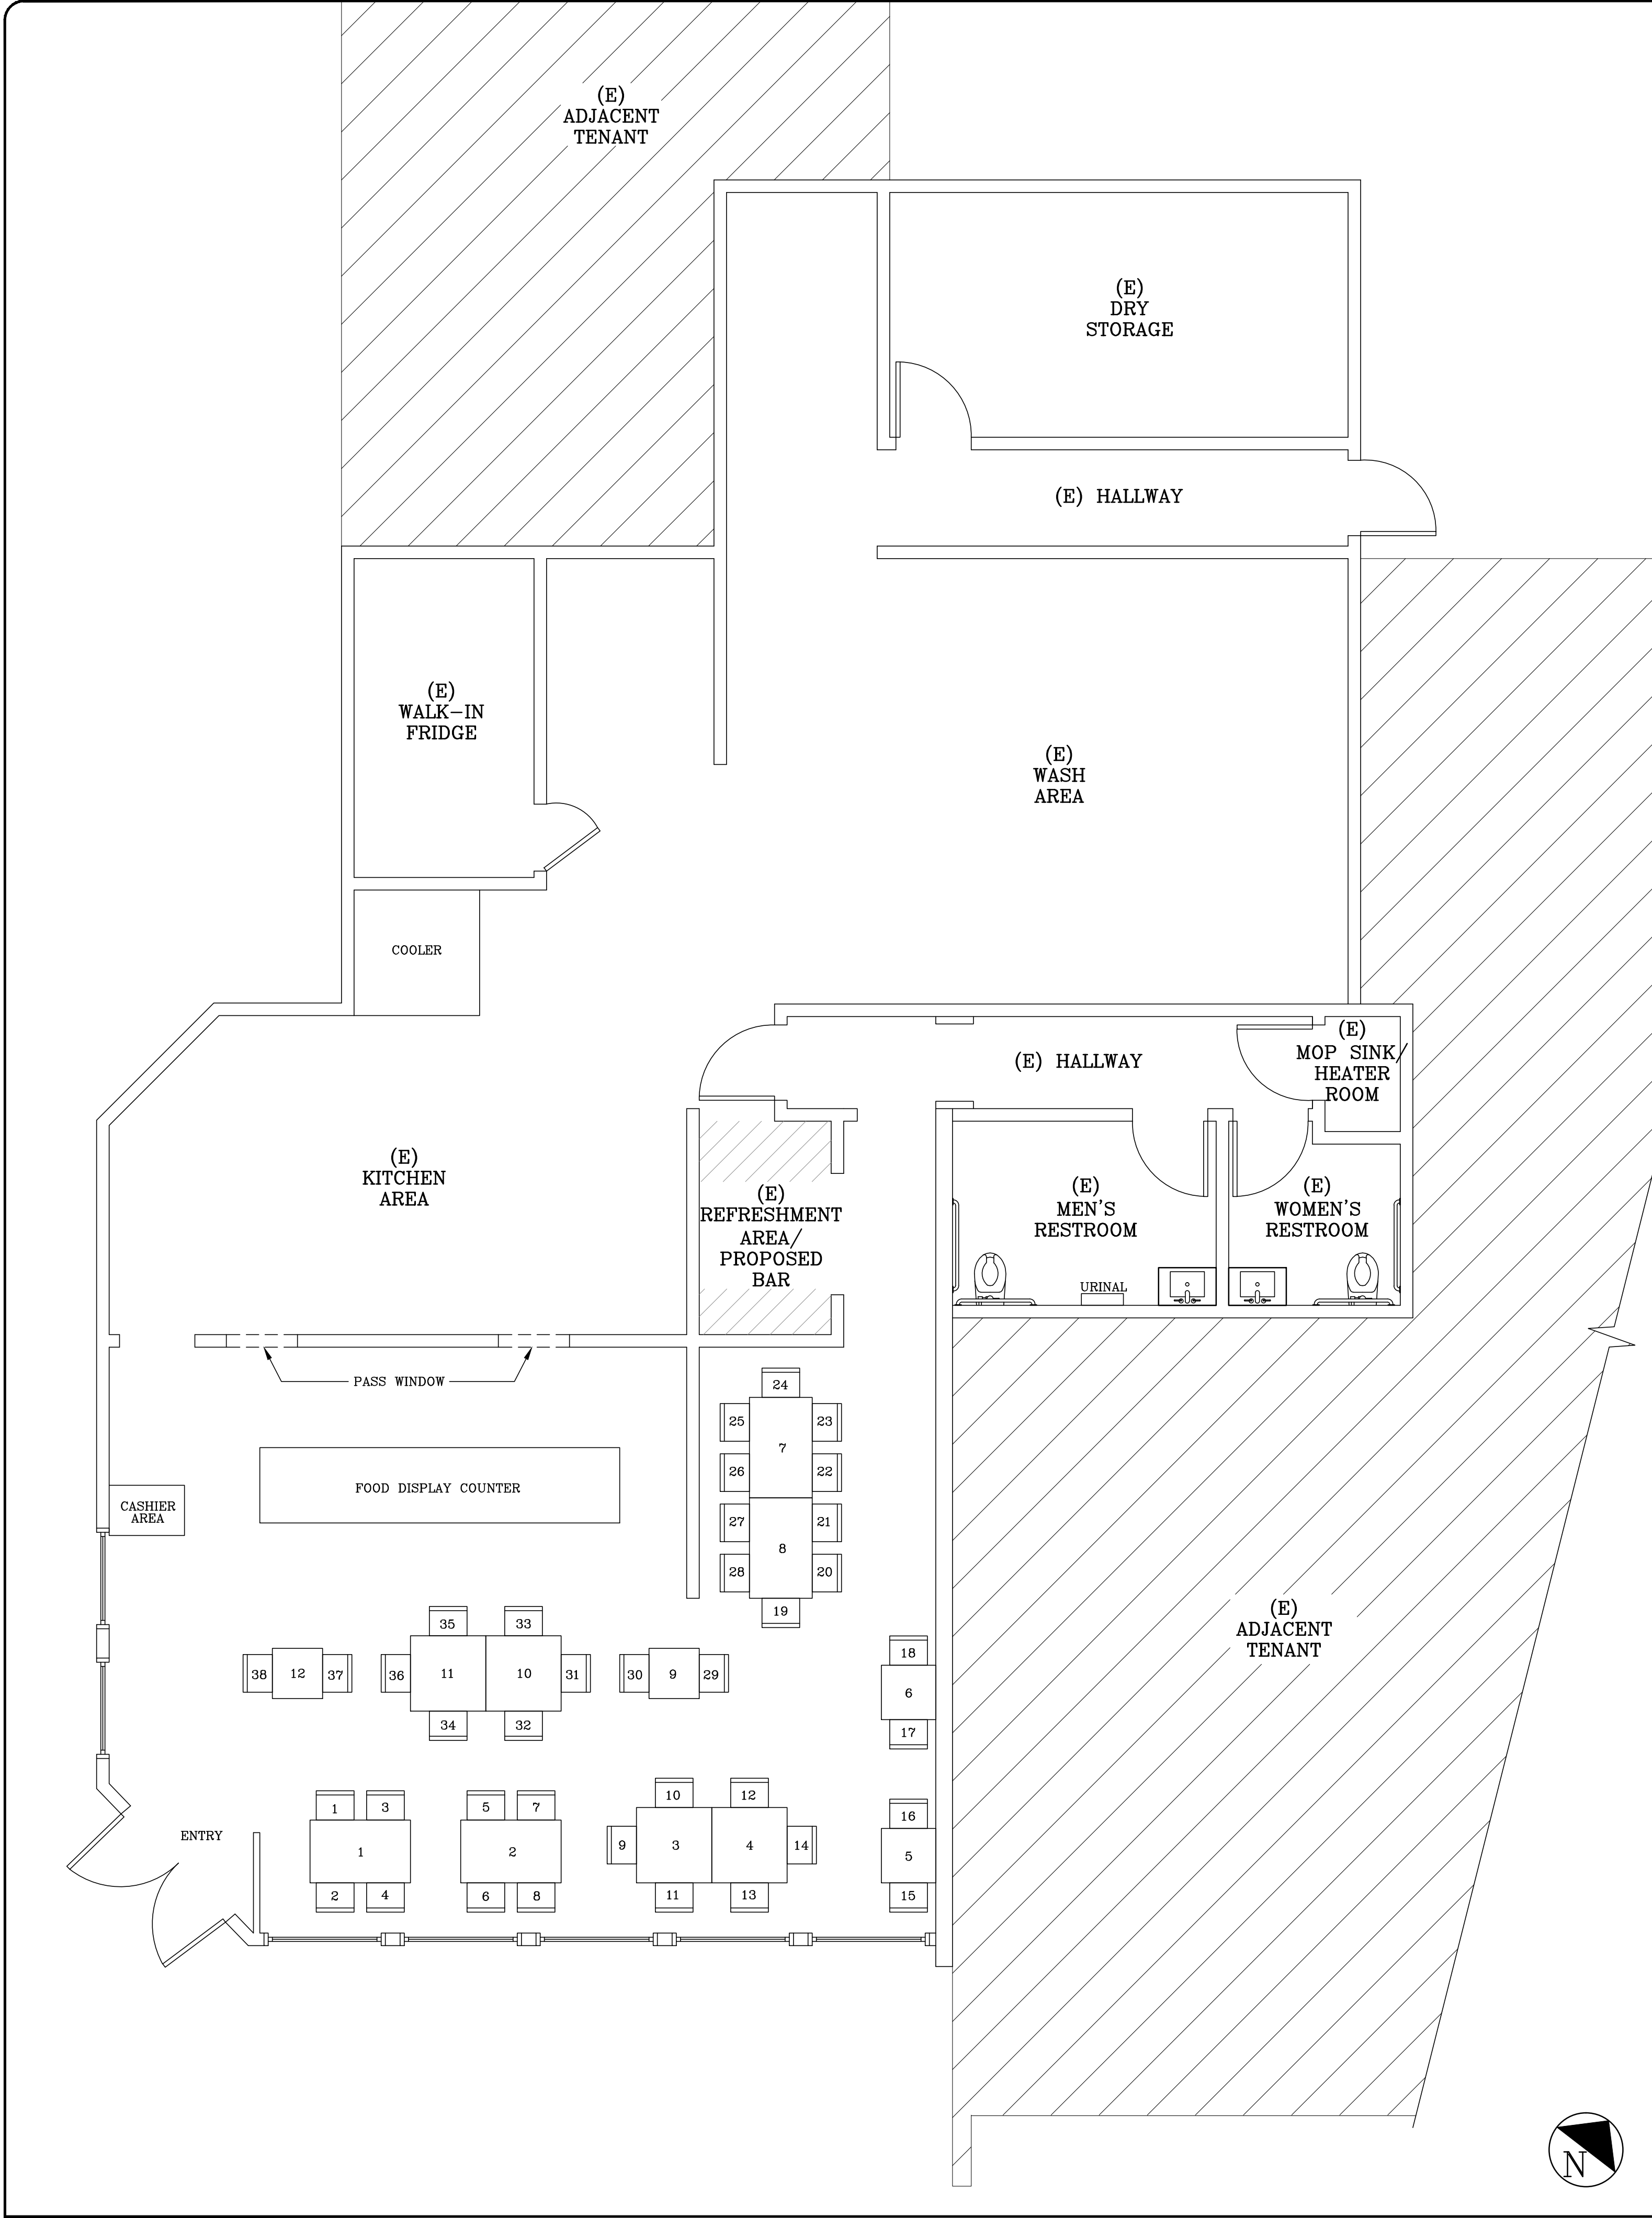 (E)
ADJACENT
TENANT
(E)
DRY
STORAGE
(E) HALLWAY
(E)
WALK-IN
FRIDGE
(E)
WASH
AREA
COOLER
(E) HALLWAY
(E)
MOP SINK/
HEATER
ROOM
(E)
KITCHEN
AREA
(E)
REFRESHMENT
AREA/
PROPOSED
BAR
(E)
MEN'S
RESTROOM
(E)
WOMEN'S
RESTROOM
URINAL
PASS WINDOW
FOOD DISPLAY COUNTER
CASHIER
AREA
24
25
7
23
26
22
27
8
21
28
20
19
(E)
ADJACENT
TENANT
35
33
38
12
37
36
11
10
31
30
9
29
34
32
18
6
17
ENTRY
1
3
1
2
4
5
7
2
6
8
10
12
9
3
4
14
11
13
16
5
15
N